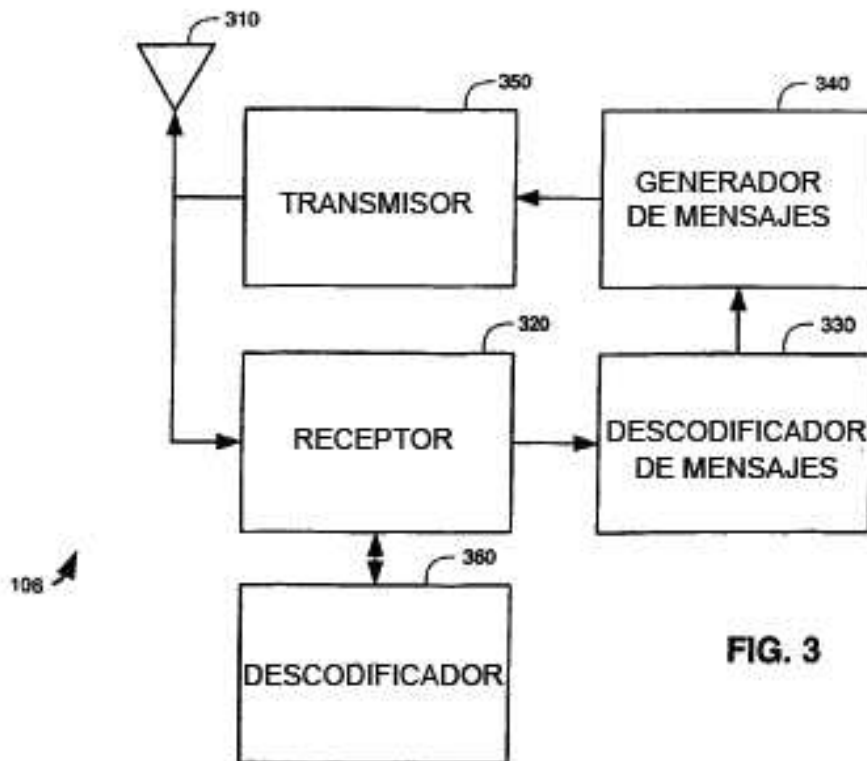 310
350
340
TRANSMISOR
GENERADOR
DE MENSAJES
320
330
RECEPTOR
DESCODIFICADOR
DE MENSAJES
106
360
DESCODIFICADOR
FIG. 3